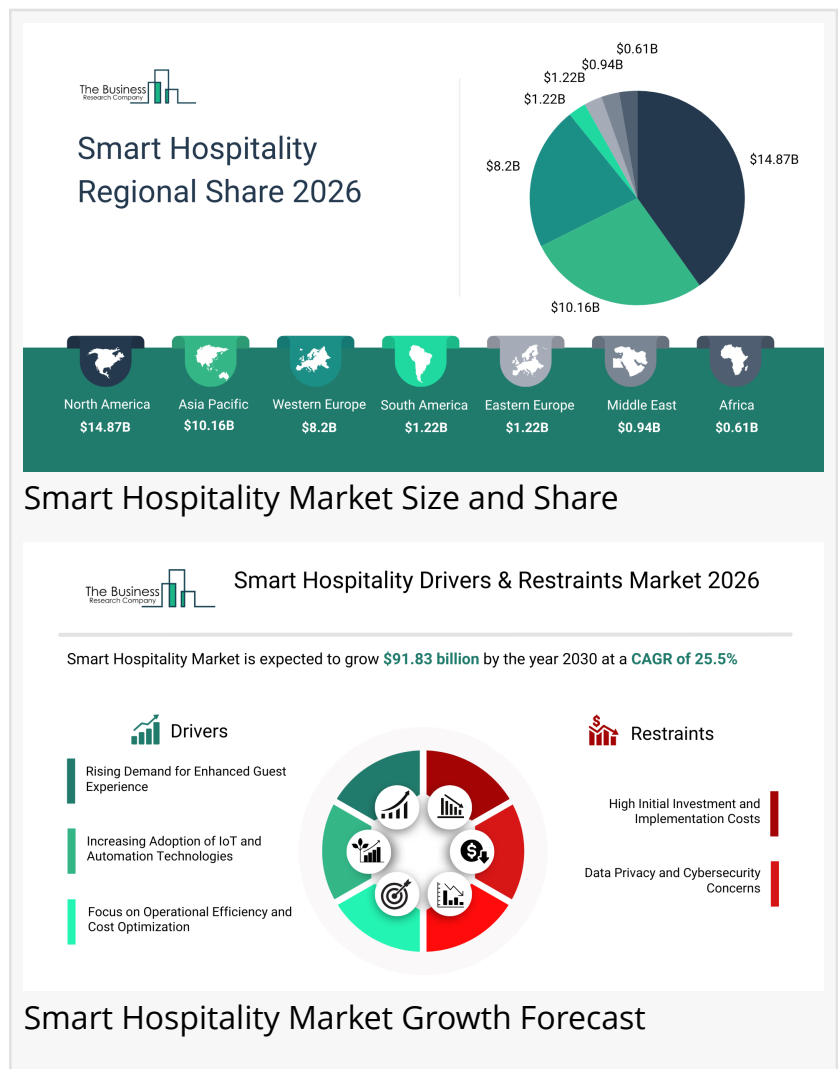 The Business
Research Company
Smart Hospitality
Regional Share 2026
$0.61B
$0.94B
$1.22B
$1.22B
$8.2B
$14.87B
$10.16B
North America
$14.87B
Asia Pacific
$10.16B
Western Europe
$8.2B
South America
$1.22B
Eastern Europe
$1.22B
Middle East
$0.94B
Africa
$0.61B
Smart Hospitality Market Size and Share
The Business
Research Company
Smart Hospitality Drivers & Restraints Market 2026
Smart Hospitality Market is expected to grow $91.83 billion by the year 2030 at a CAGR of 25.5%
Drivers
Rising Demand for Enhanced Guest
Experience
Increasing Adoption of IoT and
Automation Technologies
Focus on Operational Efficiency and
Cost Optimization
$
$
Restraints
High Initial Investment and
Implementation Costs
Data Privacy and Cybersecurity
Concerns
Smart Hospitality Market Growth Forecast